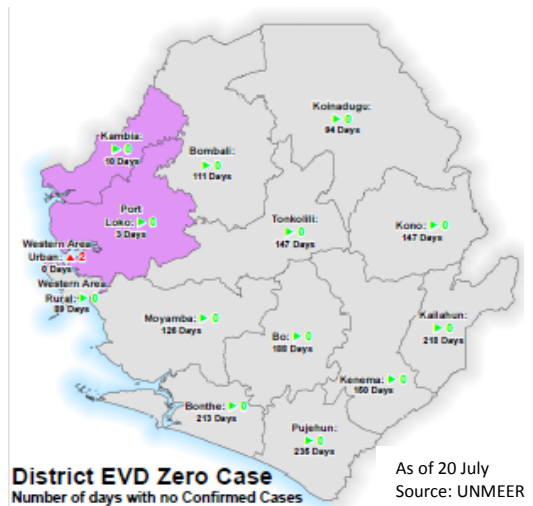 Koinadugu:
0
94 Days
Kambia:
0
10 Days
Bombali:
0
111 Days
Port
Loko: 0
3 Days
Tonkolili:
0
147 Days
Kono: 0
147 Days
Western Area
Urban: 2
0 Days
Western Area
Rural: 0
89 Days
Moyamba: 0
126 Days
Bo: 0
188 Days
Kailahun:
0
218 Days
Kenema: 0
150 Days
Bonthe: 0
213 Days
Pujehun:
0
235 Days
District EVD Zero Case
Number of days with no Confirmed Cases
As of 20 July
Source: UNMEER